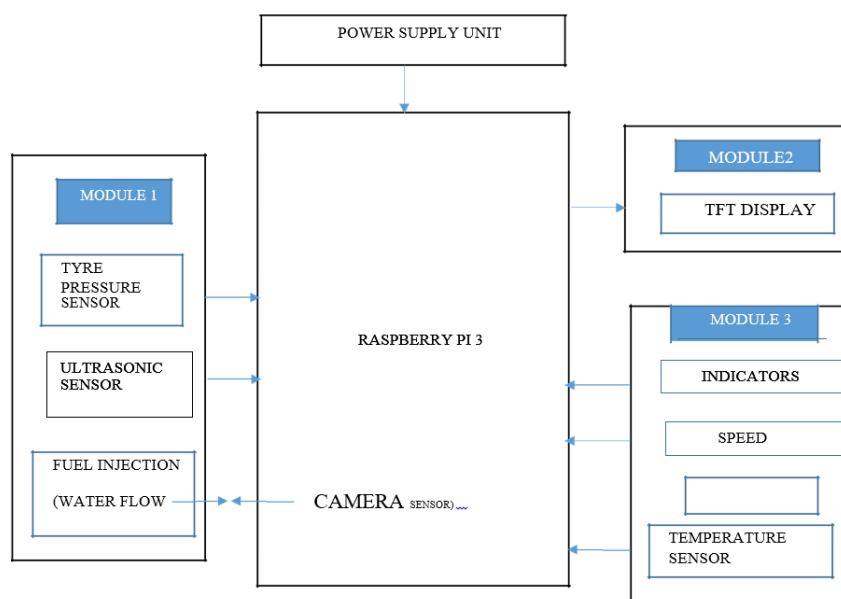 POWER SUPPLY UNIT
MODULE 1
TYRE
PRESSURE
SENSOR
ULTRASONIC
SENSOR
FUEL INJECTION
(WATER FLOW
RASPBERRY PI 3
CAMERA SENSOR)
MODULE2
TFT DISPLAY
MODULE 3
INDICATORS
SPEED
TEMPERATURE
SENSOR